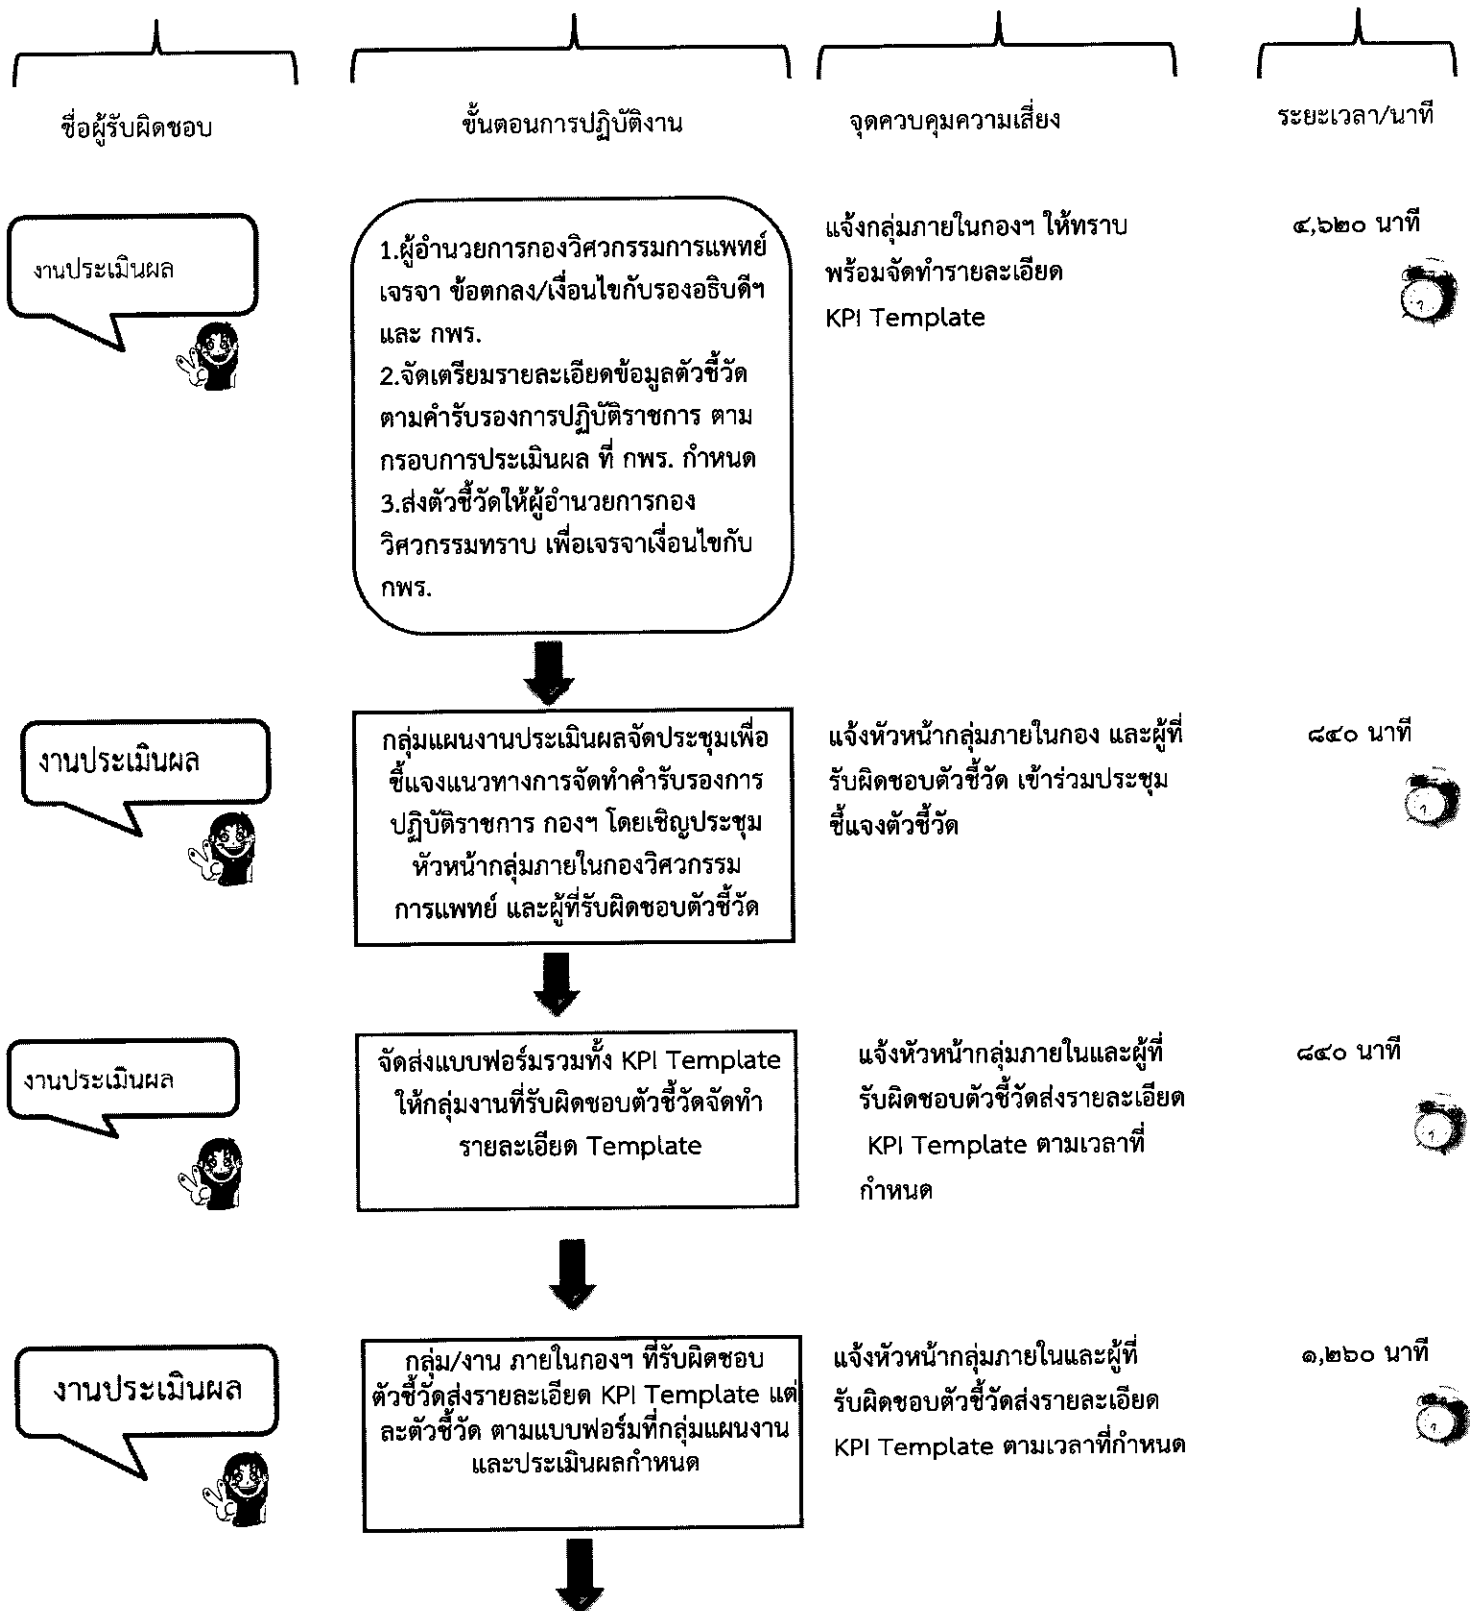 ชื่อผู้รับผิดชอบ
ขั้นตอนการปฏิบัติงาน
จุดควบคุมความเสี่ยง
ระยะเวลา/นาที
งานประเมินผล
1.ผู้อำนวยการกองวิศวกรรมการแพทย์
เจรจา ข้อตกลง/เงื่อนไขกับรองอธิบดีฯ
และ กพร.
2.จัดเตรียมรายละเอียดข้อมูลตัวชี้วัด
ตามคำรับรองการปฏิบัติราชการ ตาม
กรอบการประเมินผล ที่ กพร. กำหนด
3.ส่งตัวชี้วัดให้ผู้อำนวยการกอง
วิศวกรรมทราบ เพื่อเจรจาเงื่อนไขกับ
กพร.
แจ้งกลุ่มภายในกองฯ ให้ทราบ
พร้อมจัดทำรายละเอียด
KPI Template
๔,๖๒๐ นาที
งานประเมินผล
กลุ่มแผนงานประเมินผลจัดประชุมเพื่อ
ชี้แจงแนวทางการจัดทำคำรับรองการ
ปฏิบัติราชการ กองฯ โดยเชิญประชุม
หัวหน้ากลุ่มภายในกองวิศวกรรม
การแพทย์ และผู้ที่รับผิดชอบตัวชี้วัด
แจ้งหัวหน้ากลุ่มภายในกอง และผู้ที่
รับผิดชอบตัวชี้วัด เข้าร่วมประชุม
ชี้แจงตัวชี้วัด
๘๔๐ นาที
งานประเมินผล
จัดส่งแบบฟอร์มรวมทั้ง KPI Template
ให้กลุ่มงานที่รับผิดชอบตัวชี้วัดจัดทำ
รายละเอียด Template
แจ้งหัวหน้ากลุ่มภายในและผู้ที่
รับผิดชอบตัวชี้วัดส่งรายละเอียด
KPI Template ตามเวลาที่
กำหนด
๘๔๐ นาที
งานประเมินผล
กลุ่ม/งาน ภายในกองฯ ที่รับผิดชอบ
ตัวชี้วัดส่งรายละเอียด KPI Template แต่
ละตัวชี้วัด ตามแบบฟอร์มที่กลุ่มแผนงาน
และประเมินผลกำหนด
แจ้งหัวหน้ากลุ่มภายในและผู้ที่
รับผิดชอบตัวชี้วัดส่งรายละเอียด
KPI Template ตามเวลาที่กำหนด
๑,๒๖๐ นาที